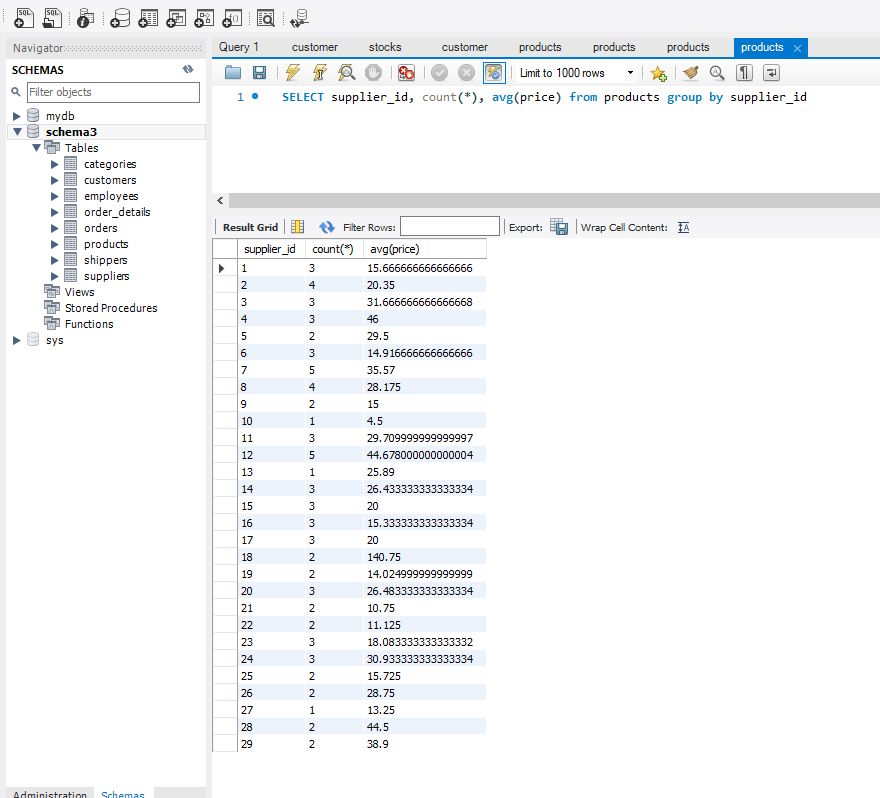 Navigator
SCHEMAS
Filter objects
mydb
schema3
Tables
categories
customers
employees
order_details
orders
products
shippers
suppliers
Views
Stored Procedures
Functions
sys
Administration Schemas
Query 1 customer stocks customer products products products products
Limit to 1000 rows
1 SELECT supplier_id, count(*), avg(price) from products group by supplier_id
Result Grid Filter Rows: Export: Wrap Cell Content:
supplier_id count(*) avg(price)
1 3 15.666666666666666
2 4 20.35
3 3 31.666666666666668
4 3 46
5 2 29.5
6 3 14.916666666666666
7 5 35.57
8 4 28.175
9 2 15
10 1 4.5
11 3 29.709999999999997
12 5 44.678000000000004
13 1 25.89
14 3 26.433333333333334
15 3 20
16 3 15.333333333333334
17 3 20
18 2 140.75
19 2 14.024999999999999
20 3 26.483333333333334
21 2 10.75
22 2 11.125
23 3 18.083333333333332
24 3 30.933333333333334
25 2 15.725
26 2 28.75
27 1 13.25
28 2 44.5
29 2 38.9